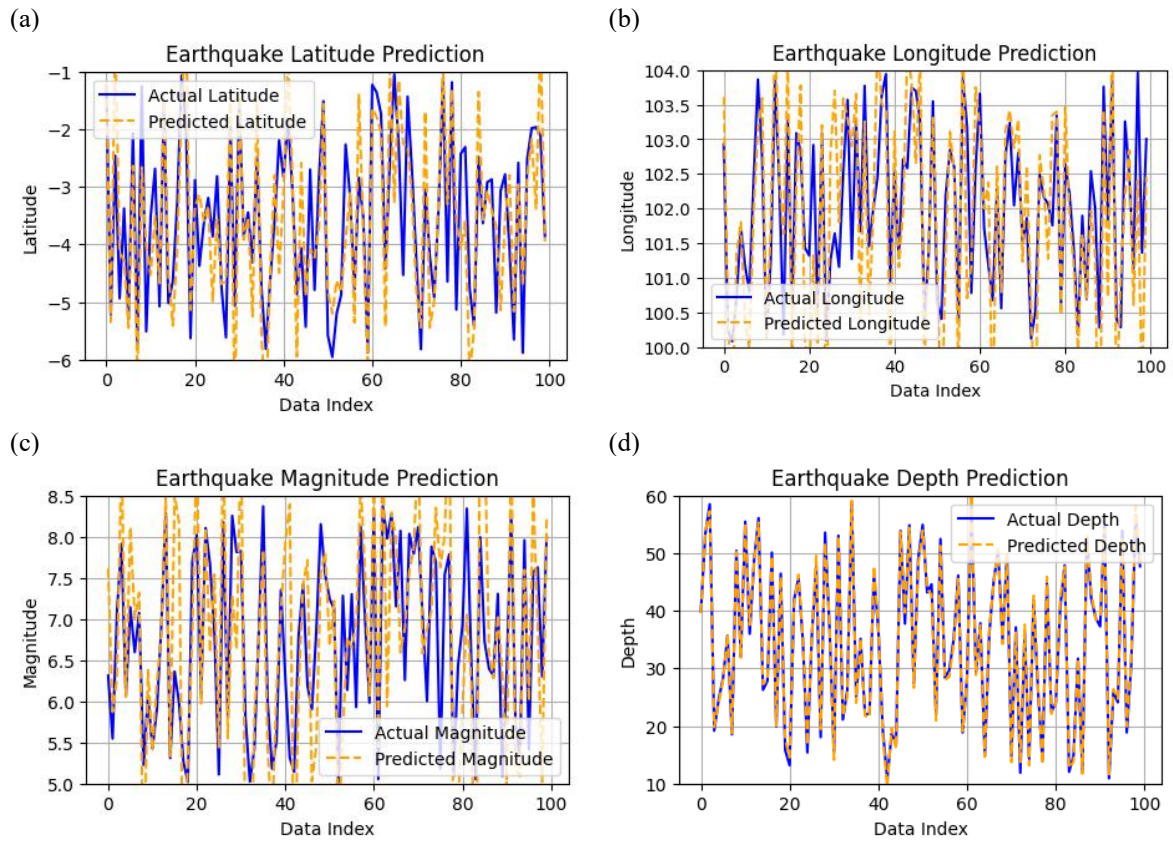 (a)
Earthquake Latitude Prediction
−1
−2
−3
−4
−5
−6
Latitude
Actual Latitude
Predicted Latitude
0 20 40 60 80 100
Data Index
(b)
Earthquake Longitude Prediction
104.0
103.5
103.0
102.5
102.0
101.5
101.0
100.5
100.0
Longitude
Actual Longitude
Predicted Longitude
0 20 40 60 80 100
Data Index
(c)
Earthquake Magnitude Prediction
8.5
8.0
7.5
7.0
6.5
6.0
5.5
5.0
Magnitude
Actual Magnitude
Predicted Magnitude
0 20 40 60 80 100
Data Index
(d)
Earthquake Depth Prediction
60
50
40
30
20
10
Depth
Actual Depth
Predicted Depth
0 20 40 60 80 100
Data Index